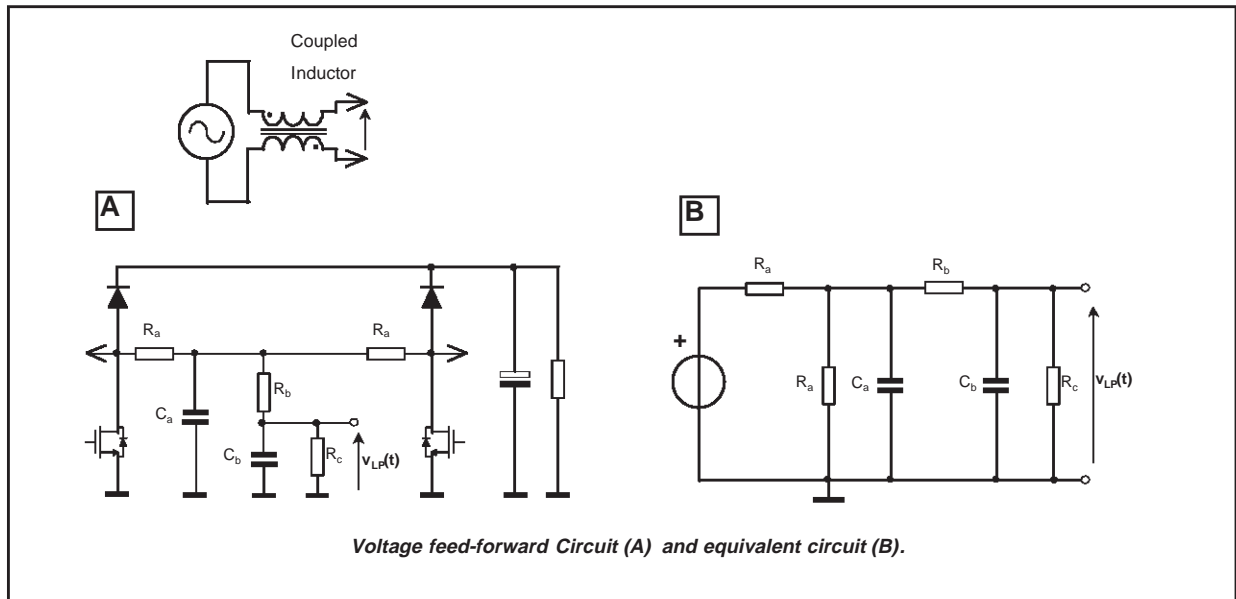 Coupled
Inductor
A
B
Ra
Ra
Rb
Ca
Cb
Rc
vLP(t)
Ra
Rb
+
Ra
Ca
Cb
Rc
vLP(t)
Voltage feed-forward Circuit (A) and equivalent circuit (B).